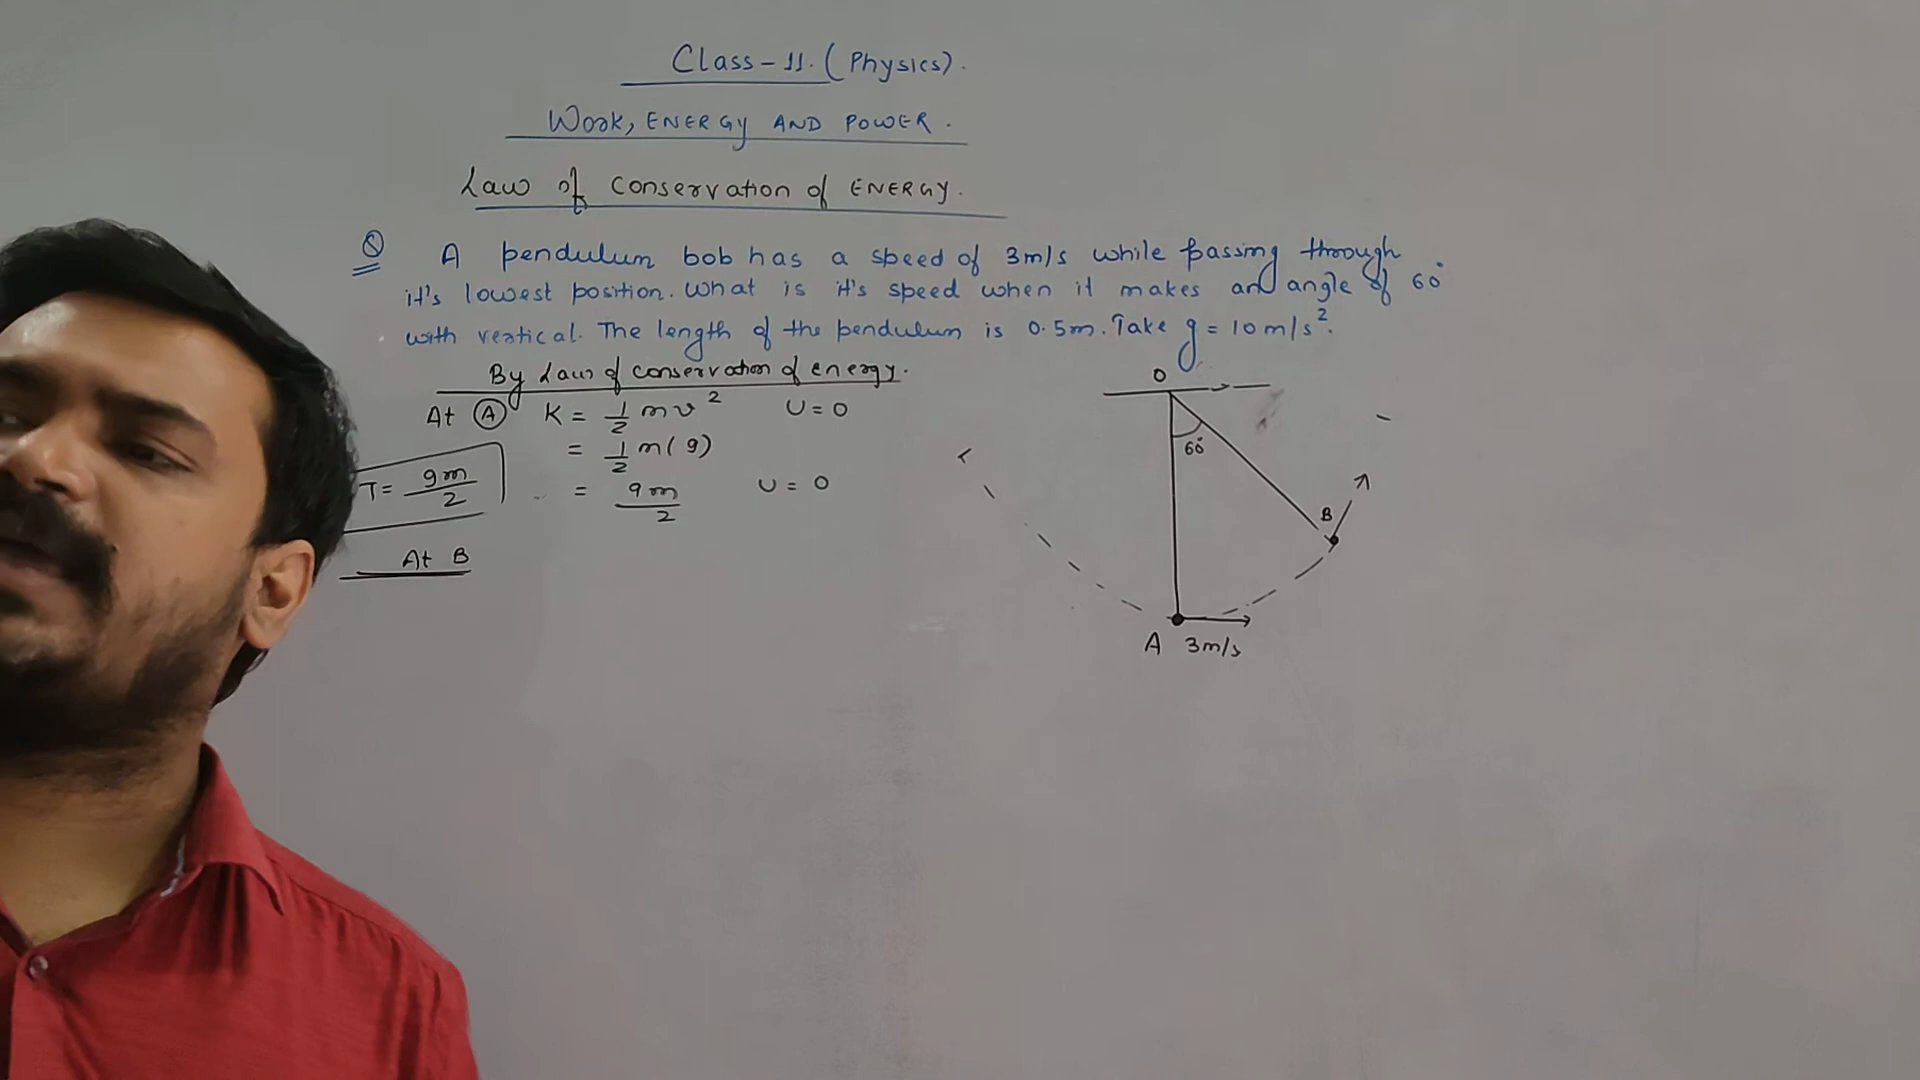 Class-11. (Physics).
Work, ENERGY AND POWER.
Law of conservation of ENERGY.
Q A pendulum bob has a speed of 3m/s while passing through
it's lowest position. What is it's speed when it makes an angle of 60°
with vertical. The length of the pendulum is 0.5m. Take g = 10m/s².
By Law of conservation of energy.
At A K = 1/2 mv² U = 0
= 1/2 m(9)
= 9m/2 U = 0
T = 9m/2
At B
O
60°
B
A 3m/s